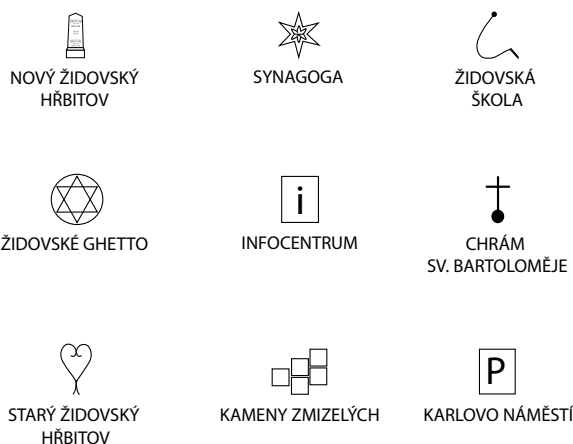 NOVÝ ŽIDOVSKÝ
HŘBITOV
SYNAGOGA
ŽIDOVSKÁ
ŠKOLA
ŽIDOVSKÉ GHETTO
i
INFOCENTRUM
CHRÁM
SV. BARTOLOMĚJE
STARÝ ŽIDOVSKÝ
HŘBITOV
KAMENY ZMIZELÝCH
P
KARLOVO NÁMĚSTÍ